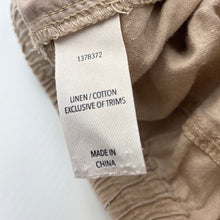 1378372
LINEN / COTTON
EXCLUSIVE OF TRIMS
MADE IN
CHINA